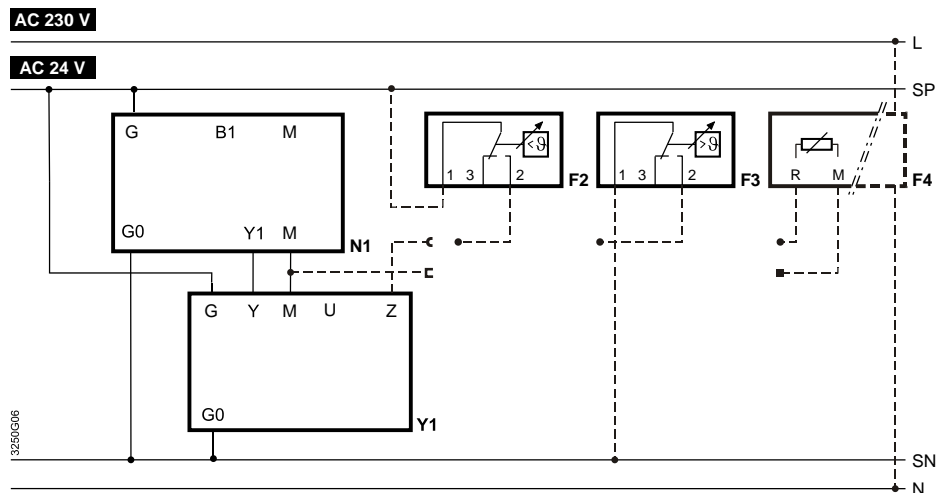 AC 230 V
L
AC 24 V
SP
G B1 M
<ϑ
>ϑ
1 3 2
F2
1 3 2
F3
R M
F4
G0 Y1 M
N1
G Y M U Z
G0
Y1
3250G06
SN
N